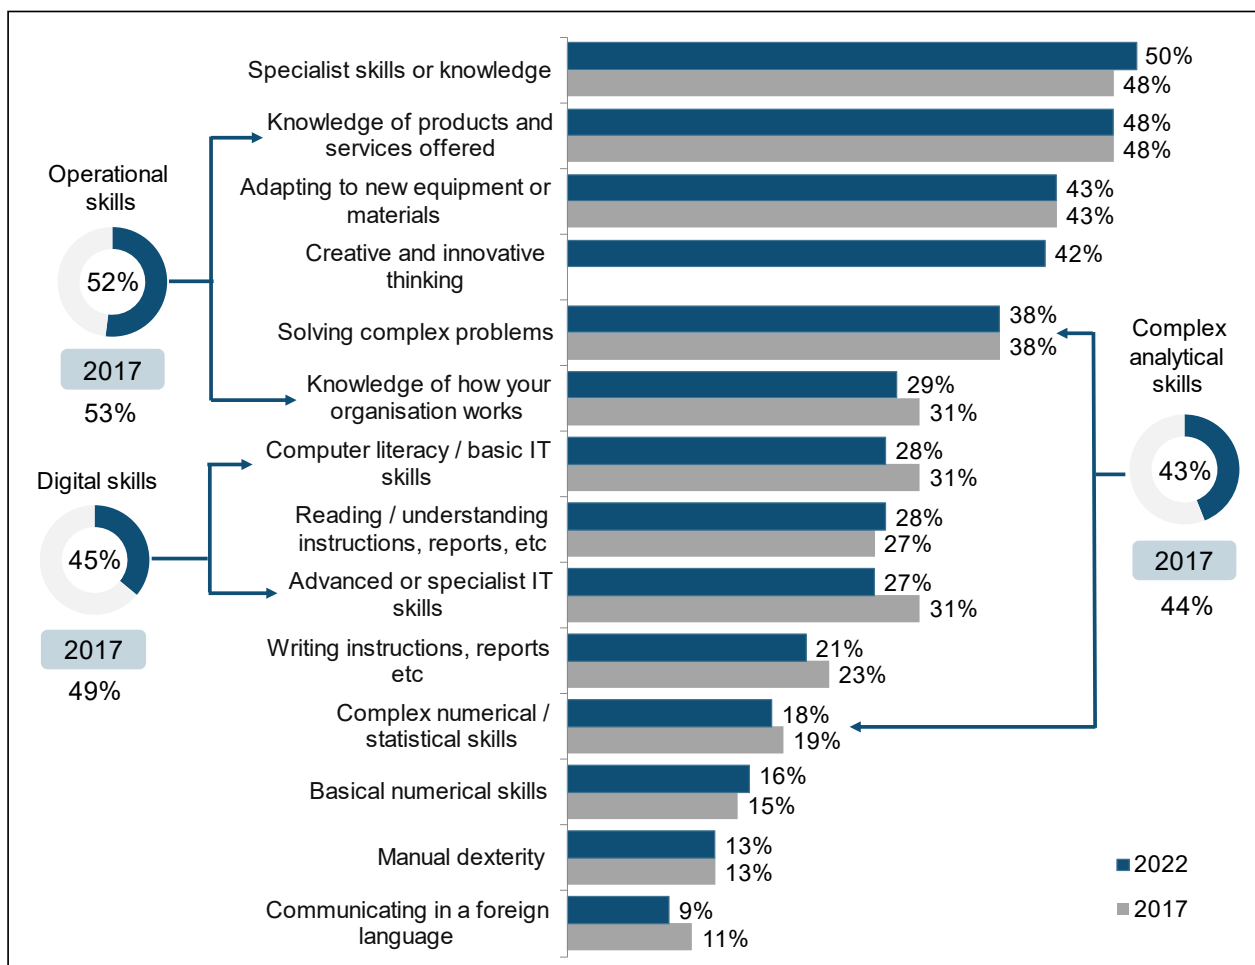 Specialist skills or knowledge
50%
48%
Knowledge of products and
services offered
48%
48%
Operational
skills
52%
2017
53%
Adapting to new equipment or
materials
43%
43%
Creative and innovative
thinking
42%
Solving complex problems
38%
38%
Complex
analytical
skills
43%
2017
44%
Knowledge of how your
organisation works
29%
31%
Digital skills
45%
2017
49%
Computer literacy / basic IT
skills
28%
31%
Reading / understanding
instructions, reports, etc
28%
27%
Advanced or specialist IT
skills
27%
31%
Writing instructions, reports
etc
21%
23%
Complex numerical /
statistical skills
18%
19%
Basical numerical skills
16%
15%
Manual dexterity
13%
13%
Communicating in a foreign
language
9%
11%
2022
2017